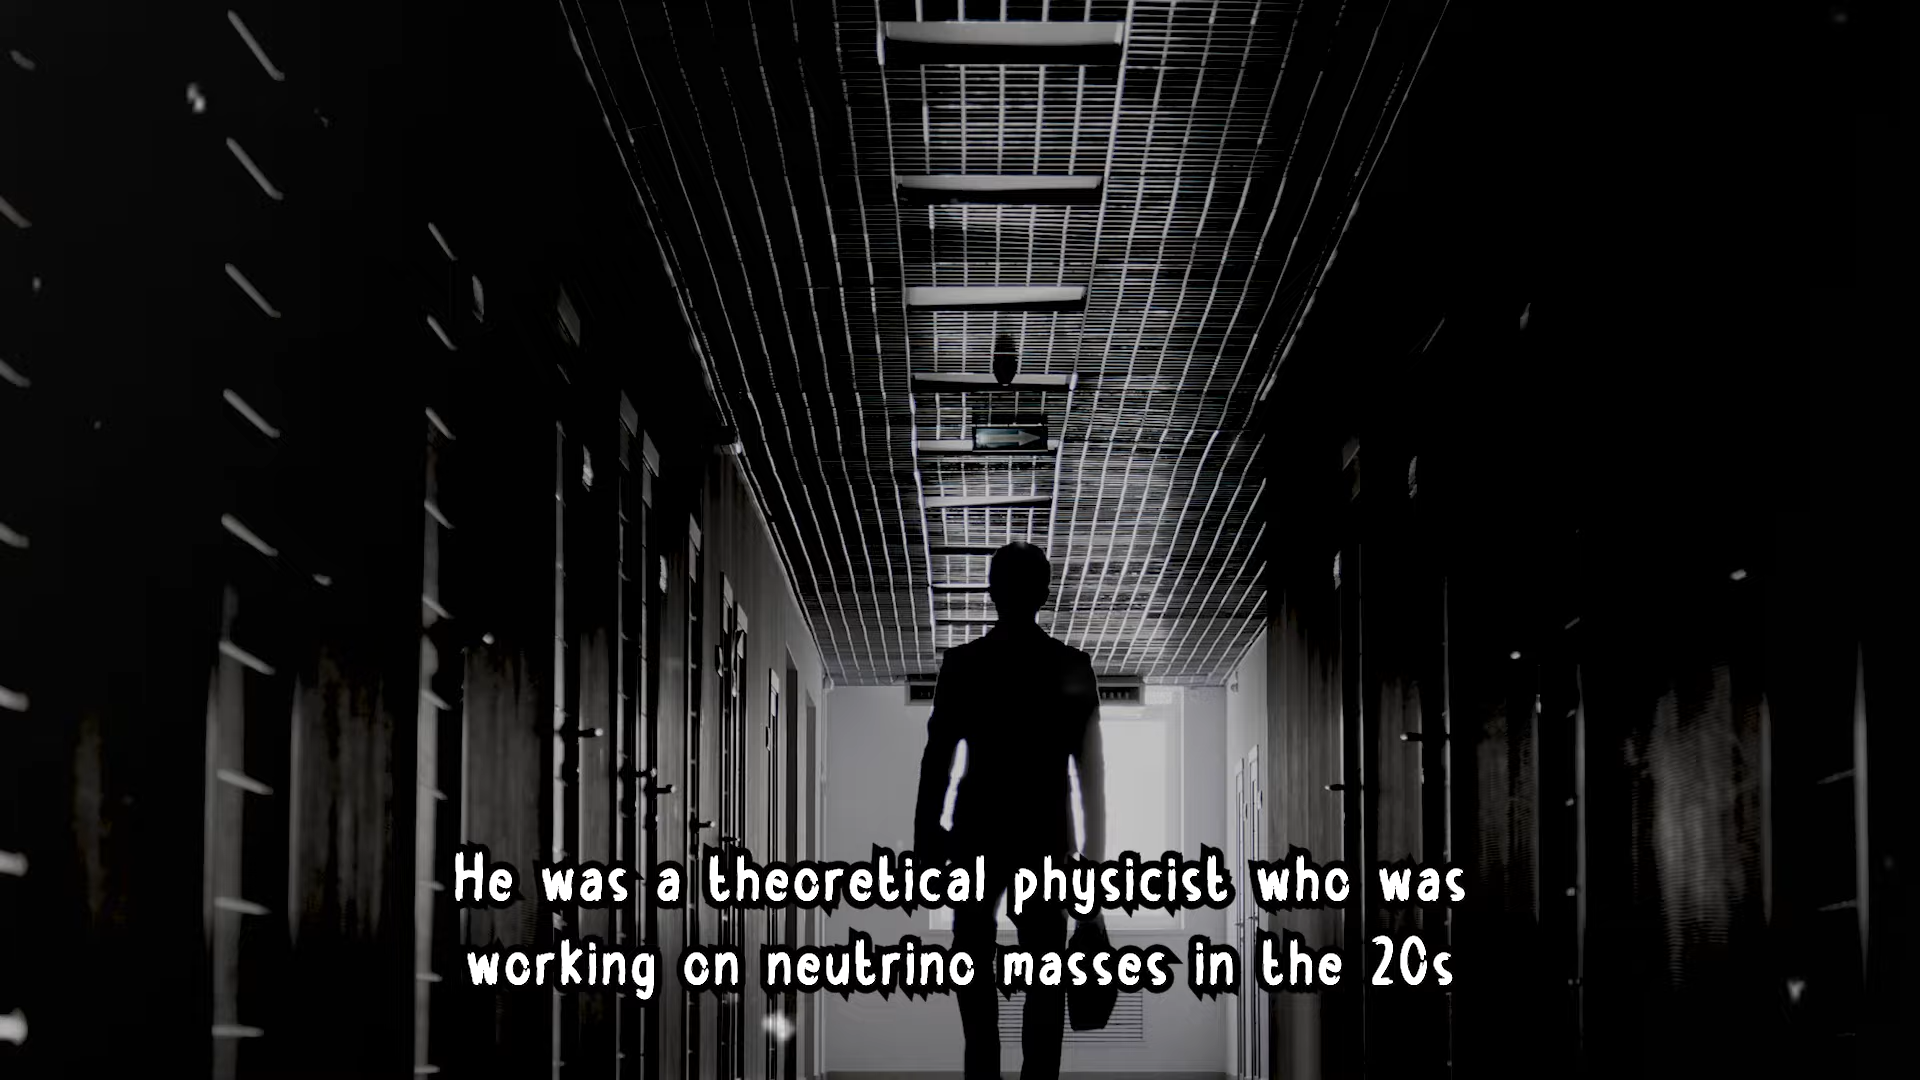 He was a theoretical physicist who was
working on neutrino masses in the 20s